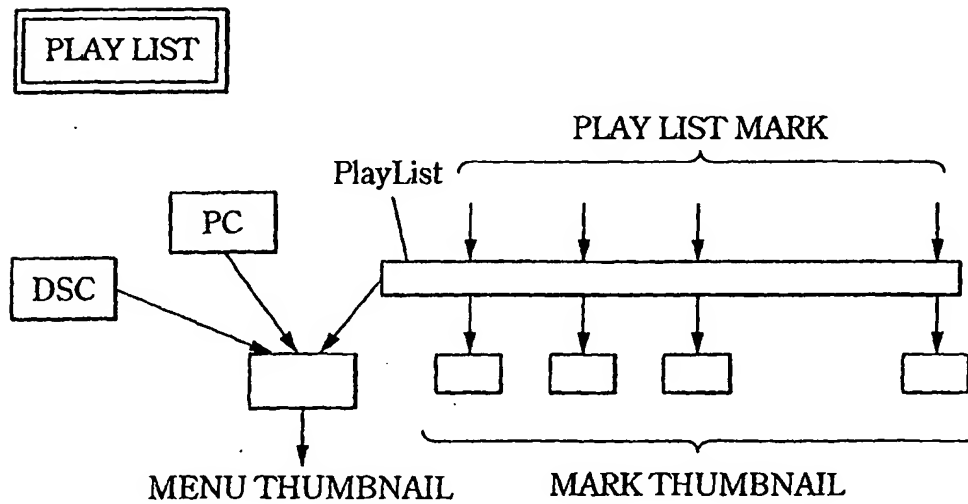 PLAY LIST
PLAY LIST MARK
PlayList
PC
DSC
MENU THUMBNAIL
MARK THUMBNAIL